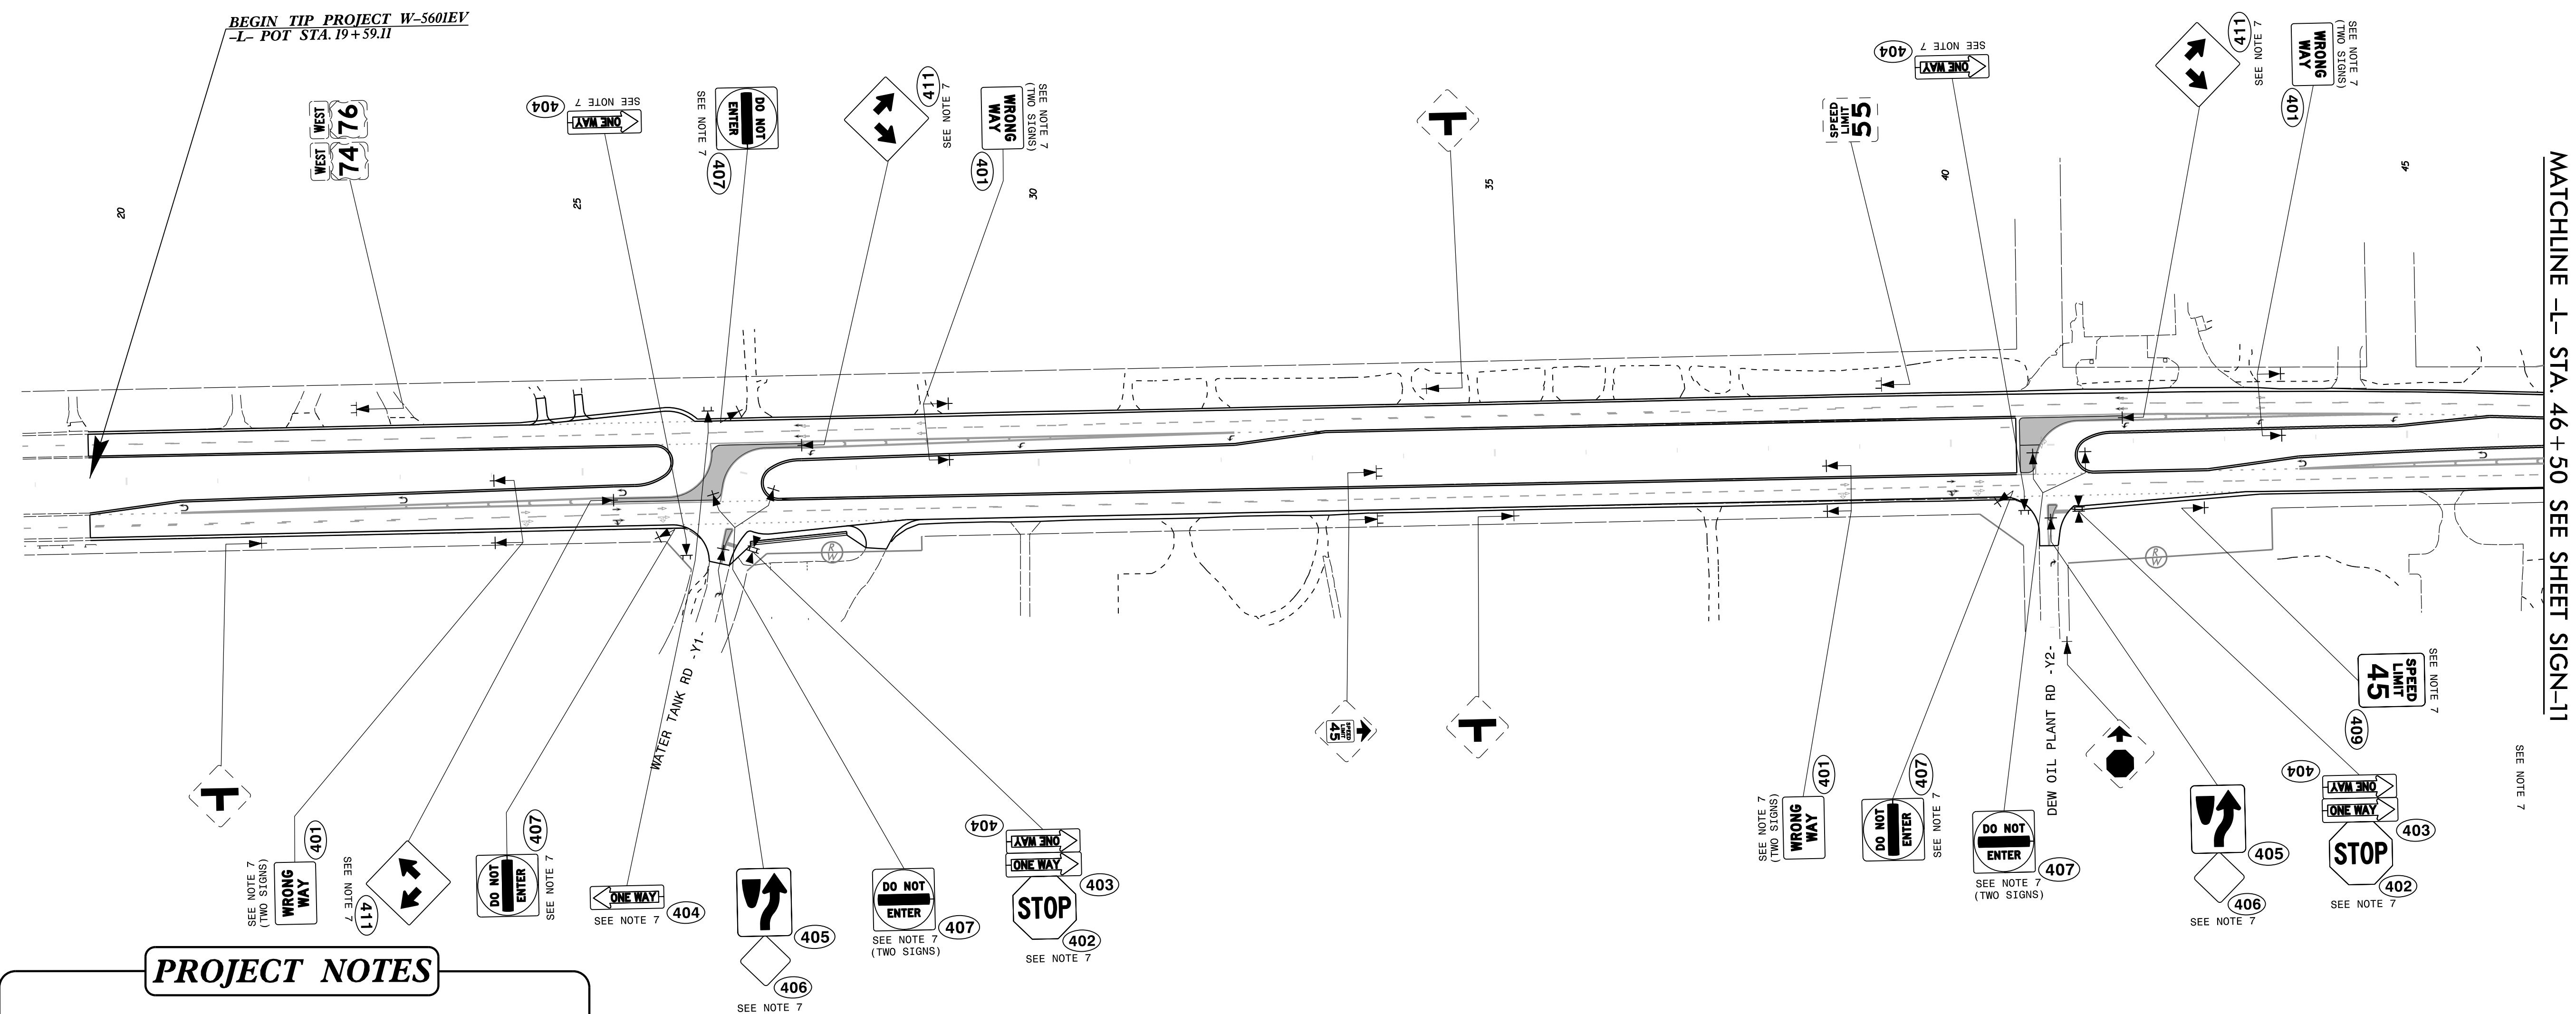 BEGIN TIP PROJECT W-5601EV
-L- POT STA. 19+59.11
WEST
76
WEST
74
404
SEE NOTE 7
ONE WAY
SEE NOTE 7
DO NOT
ENTER
407
411
SEE NOTE 7
WRONG
WAY
SEE NOTE 7
(TWO SIGNS)
401
SPEED
LIMIT
55
404
SEE NOTE 7
ONE WAY
411
SEE NOTE 7
WRONG
WAY
SEE NOTE 7
(TWO SIGNS)
401
20
25
30
35
40
45
MATCHLINE -L- STA. 46+50 SEE SHEET SIGN-11
R
W
R
W
WATER TANK RD -Y1-
DEW OIL PLANT RD -Y2-
SEE NOTE 7
(TWO SIGNS)
WRONG
WAY
401
SEE NOTE 7
411
DO NOT
ENTER
407
SEE NOTE 7
ONE WAY
SEE NOTE 7
404
405
406
SEE NOTE 7
DO NOT
ENTER
407
SEE NOTE 7
(TWO SIGNS)
404
ONE WAY
ONE WAY
403
STOP
402
SEE NOTE 7
SPEED
LIMIT
45
SEE NOTE 7
(TWO SIGNS)
WRONG
WAY
401
DO NOT
ENTER
407
SEE NOTE 7
DO NOT
ENTER
407
SEE NOTE 7
(TWO SIGNS)
405
406
SEE NOTE 7
SPEED
LIMIT
45
SEE NOTE 7
409
404
ONE WAY
ONE WAY
403
STOP
402
SEE NOTE 7
SEE NOTE 7
PROJECT NOTES